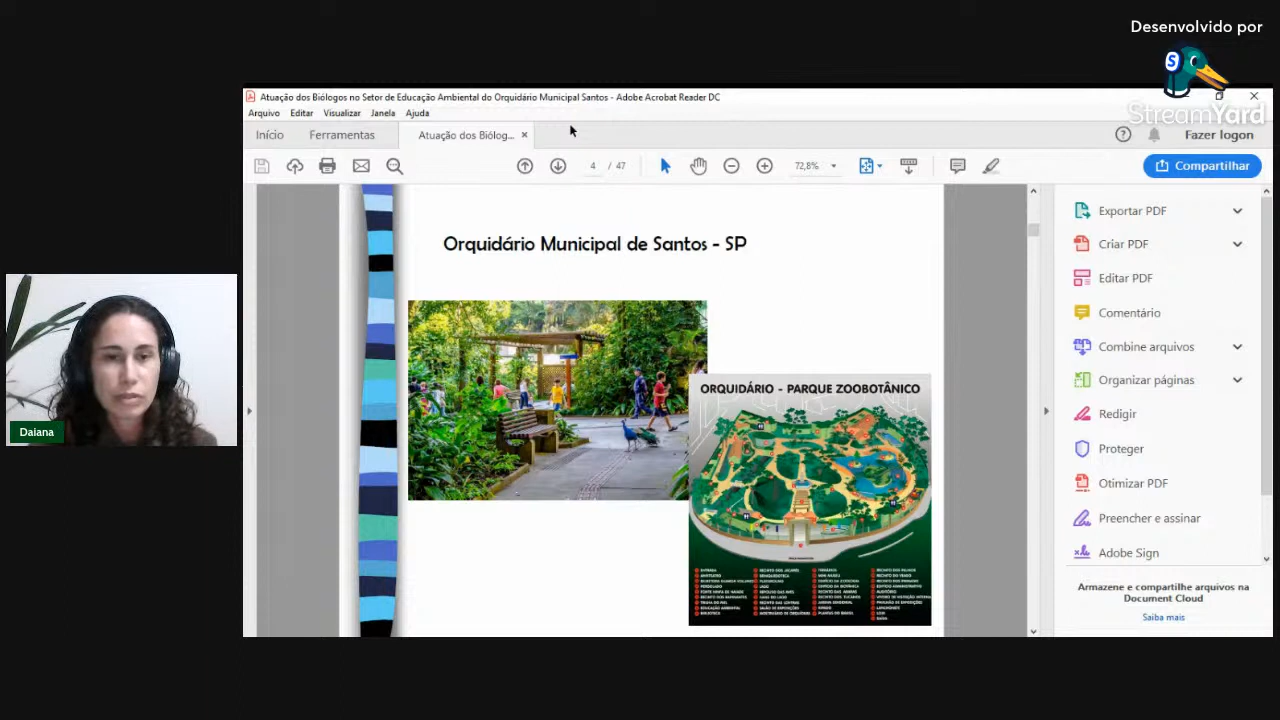 Desenvolvido por
StreamYard
Atuação dos Biólogos no Setor de Educação Ambiental do Orquidário Municipal Santos - Adobe Acrobat Reader DC
Arquivo Editar Visualizar Janela Ajuda
Início Ferramentas Atuação dos Biólog... × Fazer logon
4 / 47 72,8% Compartilhar
Orquidário Municipal de Santos - SP
ORQUIDÁRIO - PARQUE ZOOBOTÂNICO
Exportar PDF
Criar PDF
Editar PDF
Comentário
Combine arquivos
Organizar páginas
Redigir
Proteger
Otimizar PDF
Preencher e assinar
Adobe Sign
Armazene e compartilhe arquivos na
Document Cloud
Saiba mais
Daiana